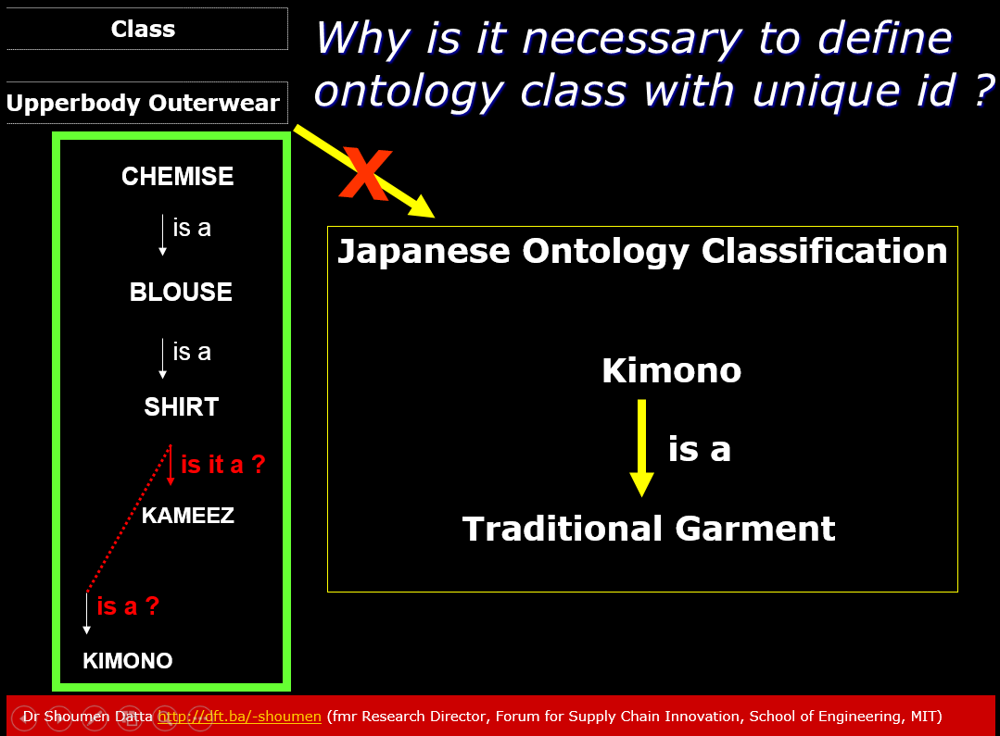 Class
Why is it necessary to define
ontology class with unique id ?
Upperbody Outerwear
CHEMISE
is a
BLOUSE
is a
SHIRT
is it a ?
KAMEEZ
is a ?
KIMONO
X
Japanese Ontology Classification
Kimono
is a
Traditional Garment
Dr Shoumen Datta http://dft.ba/-shoumen (fmr Research Director, Forum for Supply Chain Innovation, School of Engineering, MIT)